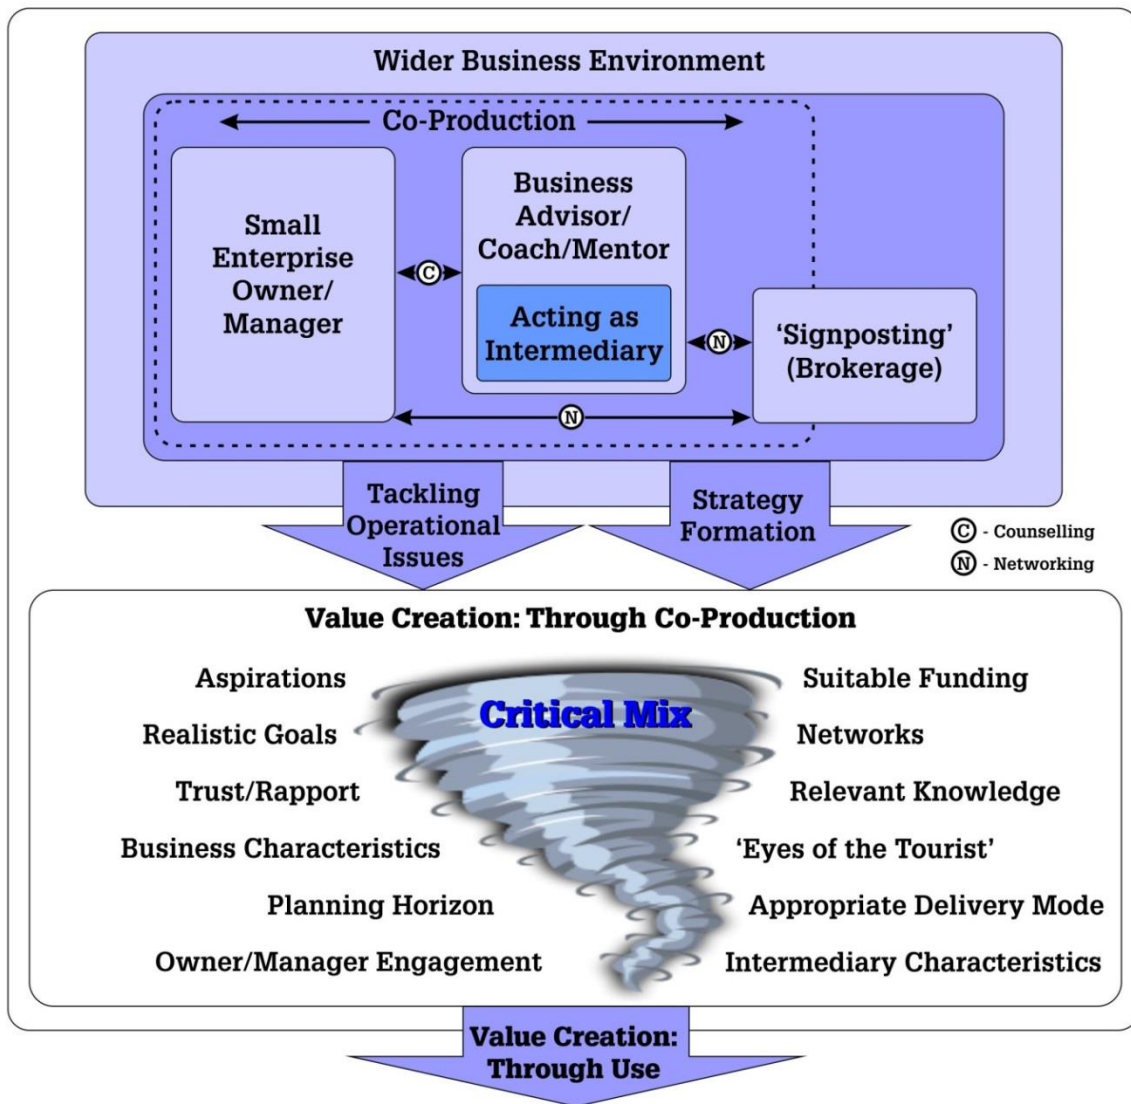 Wider Business Environment
Co-Production
Small
Enterprise
Owner/
Manager
C
Business
Advisor/
Coach/Mentor
Acting as
Intermediary
N
‘Signposting’
(Brokerage)
N
Tackling
Operational
Issues
Strategy
Formation
C - Counselling
N - Networking
Value Creation: Through Co-Production
Critical Mix
Aspirations
Realistic Goals
Trust/Rapport
Business Characteristics
Planning Horizon
Owner/Manager Engagement
Suitable Funding
Networks
Relevant Knowledge
‘Eyes of the Tourist’
Appropriate Delivery Mode
Intermediary Characteristics
Value Creation:
Through Use